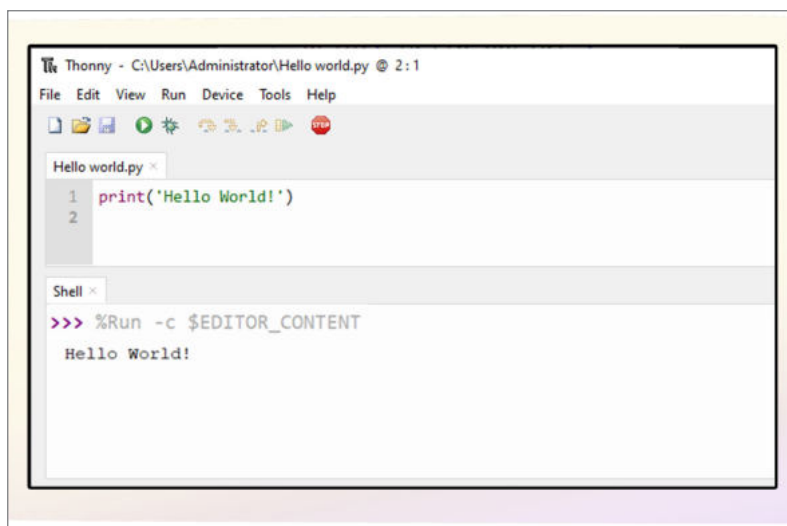 Thonny - C:\Users\Administrator\Hello world.py @ 2:1
File Edit View Run Device Tools Help
STOP
Hello world.py ×
1 print('Hello World!')
2
Shell ×
>>> %Run -c $EDITOR_CONTENT
Hello World!